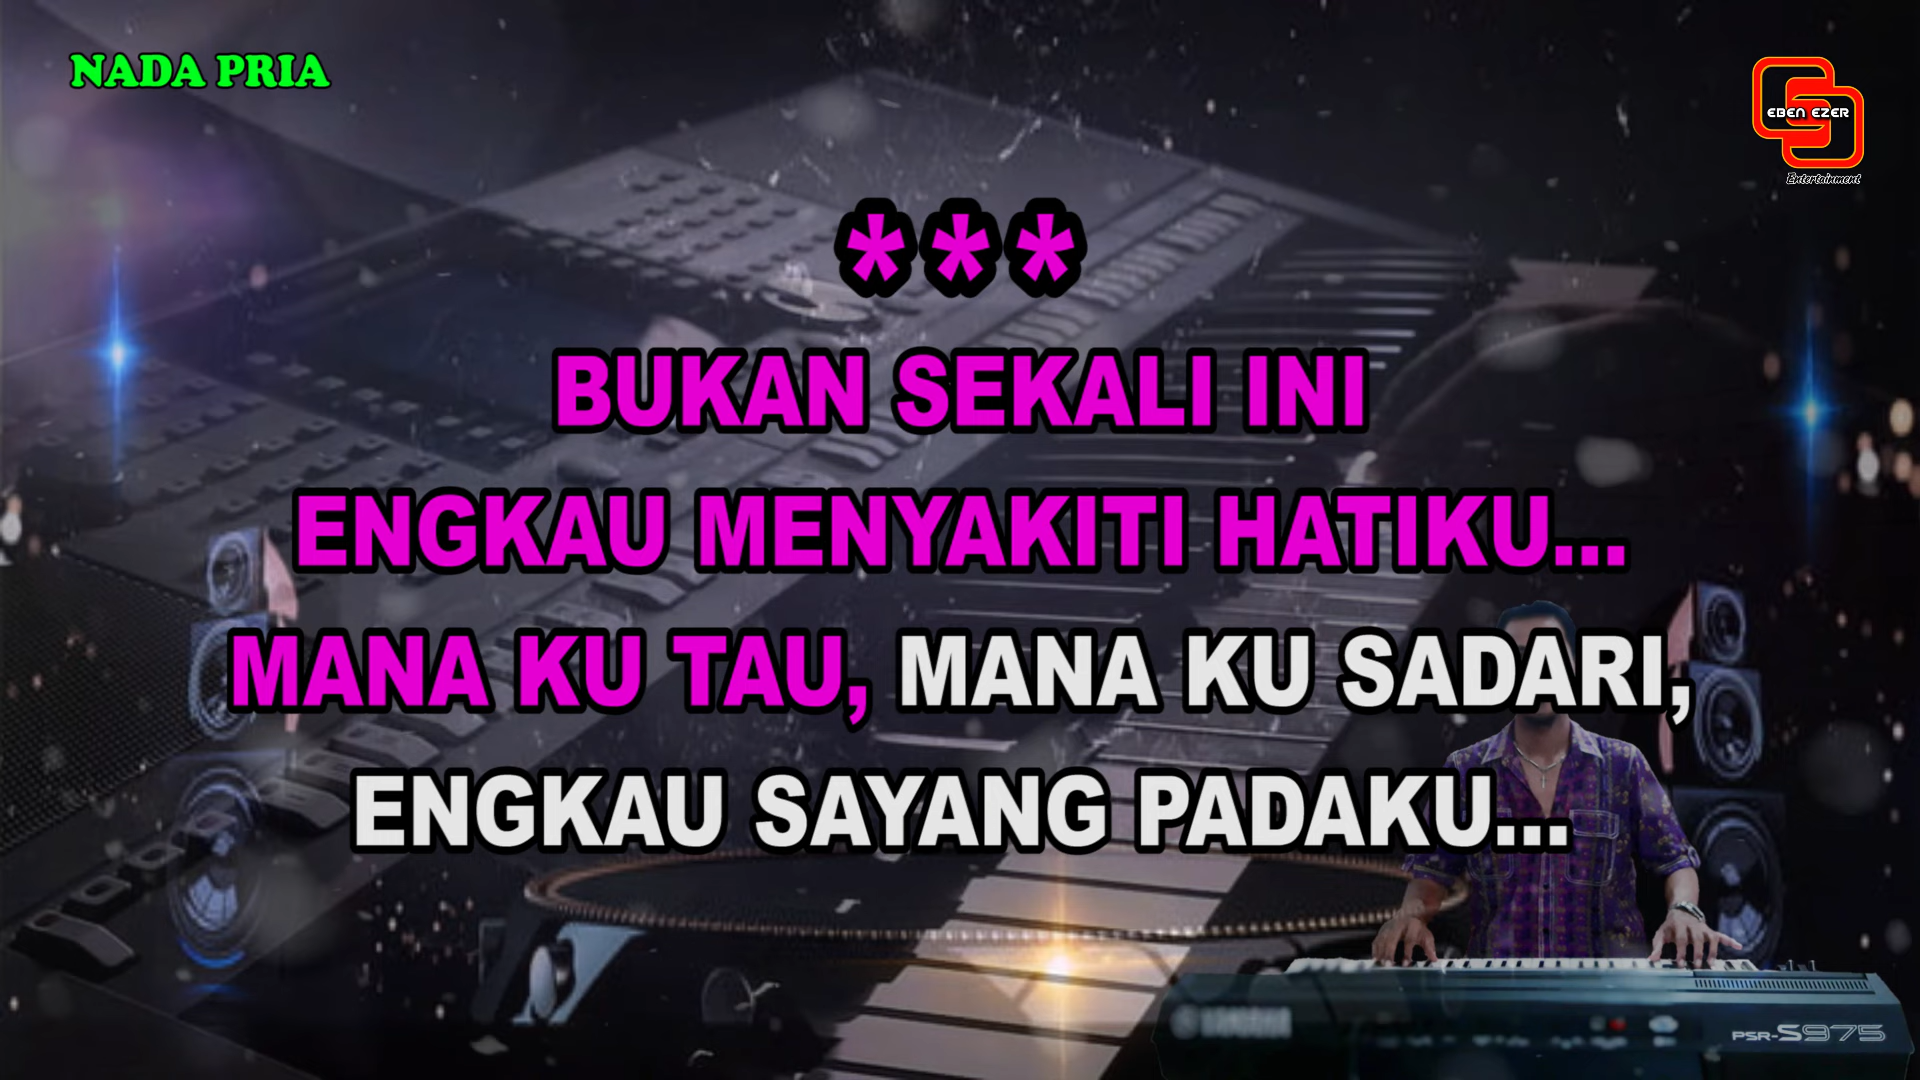 NADA PRIA
EBEN EZER
Entertainment
***
BUKAN SEKALI INI
ENGKAU MENYAKITI HATIKU...
MANA KU TAU, MANA KU SADARI,
ENGKAU SAYANG PADAKU...
PSR-S975